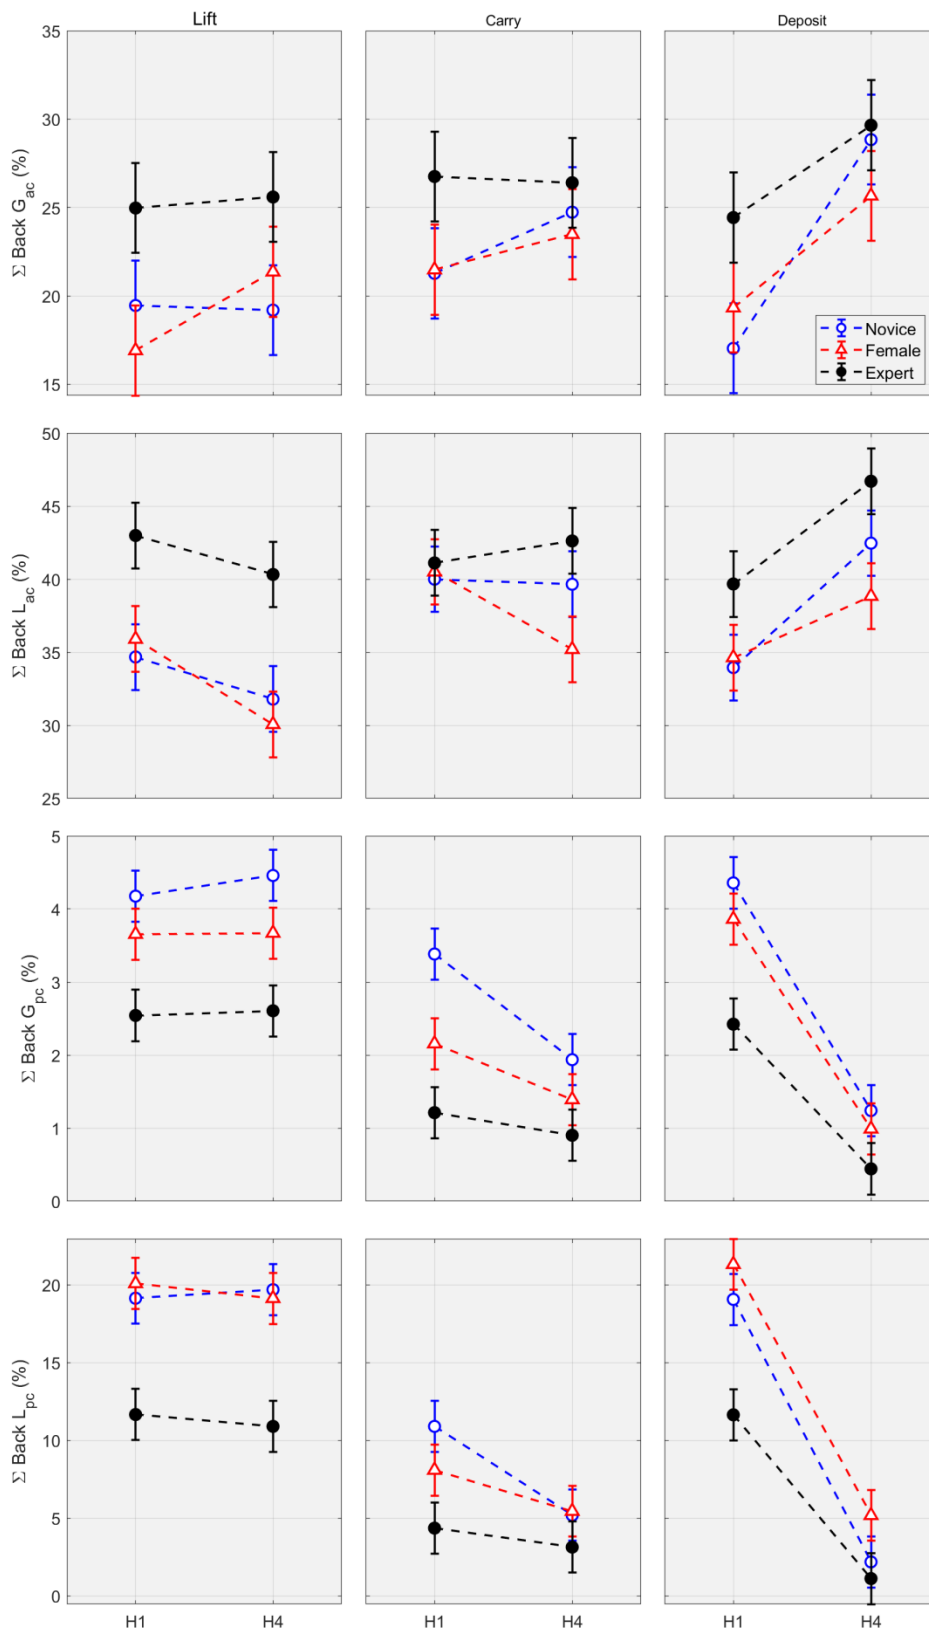 Lift
Carry
Deposit
35
30
25
20
15
Σ Back G_ac (%)
Novice
Female
Expert
50
45
40
35
30
25
Σ Back L_ac (%)
5
4
3
2
1
0
Σ Back G_pc (%)
20
15
10
5
0
Σ Back L_pc (%)
H1 H4 H1 H4 H1 H4